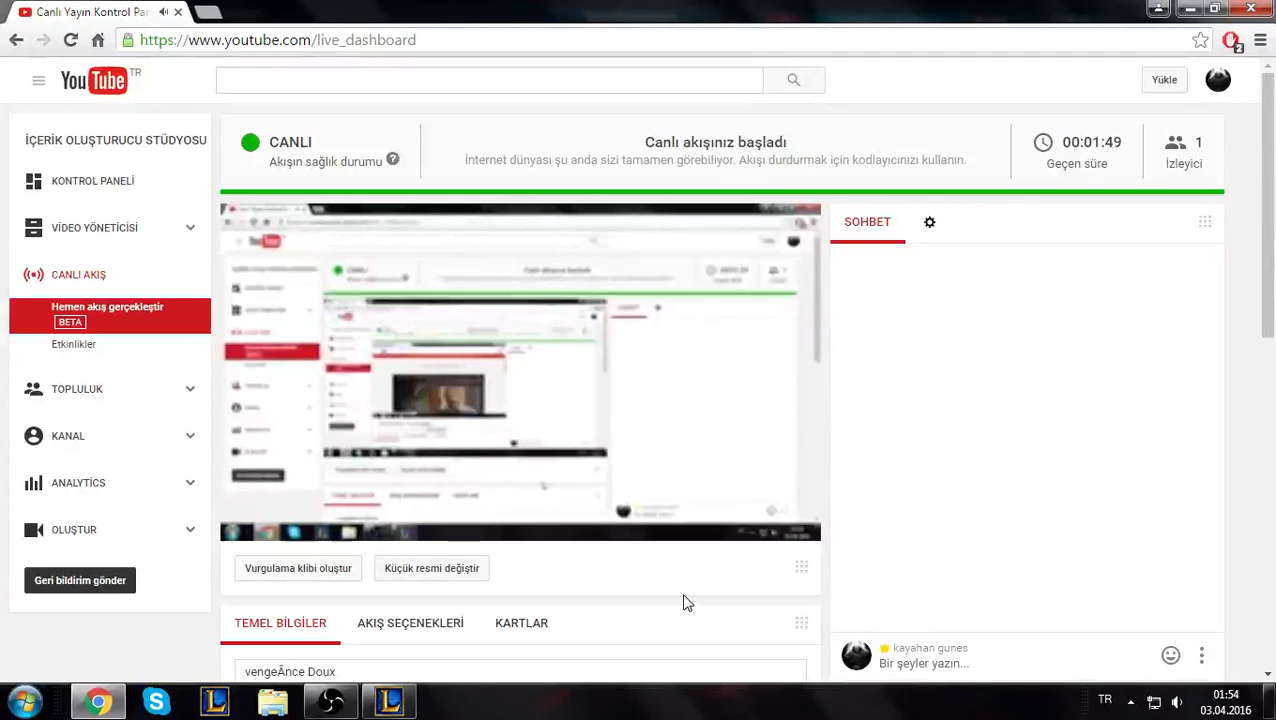 Canlı Yayın Kontrol Pan
https://www.youtube.com/live_dashboard
2
YouTube TR
Yükle
İÇERİK OLUŞTURUCU STÜDYOSU
KONTROL PANELİ
VİDEO YÖNETİCİSİ
CANLI AKIŞ
Hemen akış gerçekleştir
BETA
Etkinlikler
TOPLULUK
KANAL
ANALYTICS
OLUŞTUR
Geri bildirim gönder
CANLI
Akışın sağlık durumu ?
Canlı akışınız başladı
İnternet dünyası şu anda sizi tamamen görebiliyor. Akışı durdurmak için kodlayıcınızı kullanın.
00:01:49
Geçen süre
1
İzleyici
Vurgulama klibi oluştur
Küçük resmi değiştir
TEMEL BİLGİLER
AKIŞ SEÇENEKLERİ
KARTLAR
vengeÂnce Doux
SOHBET
kayahan gunes
Bir şeyler yazın...
TR
01:54
03.04.2016